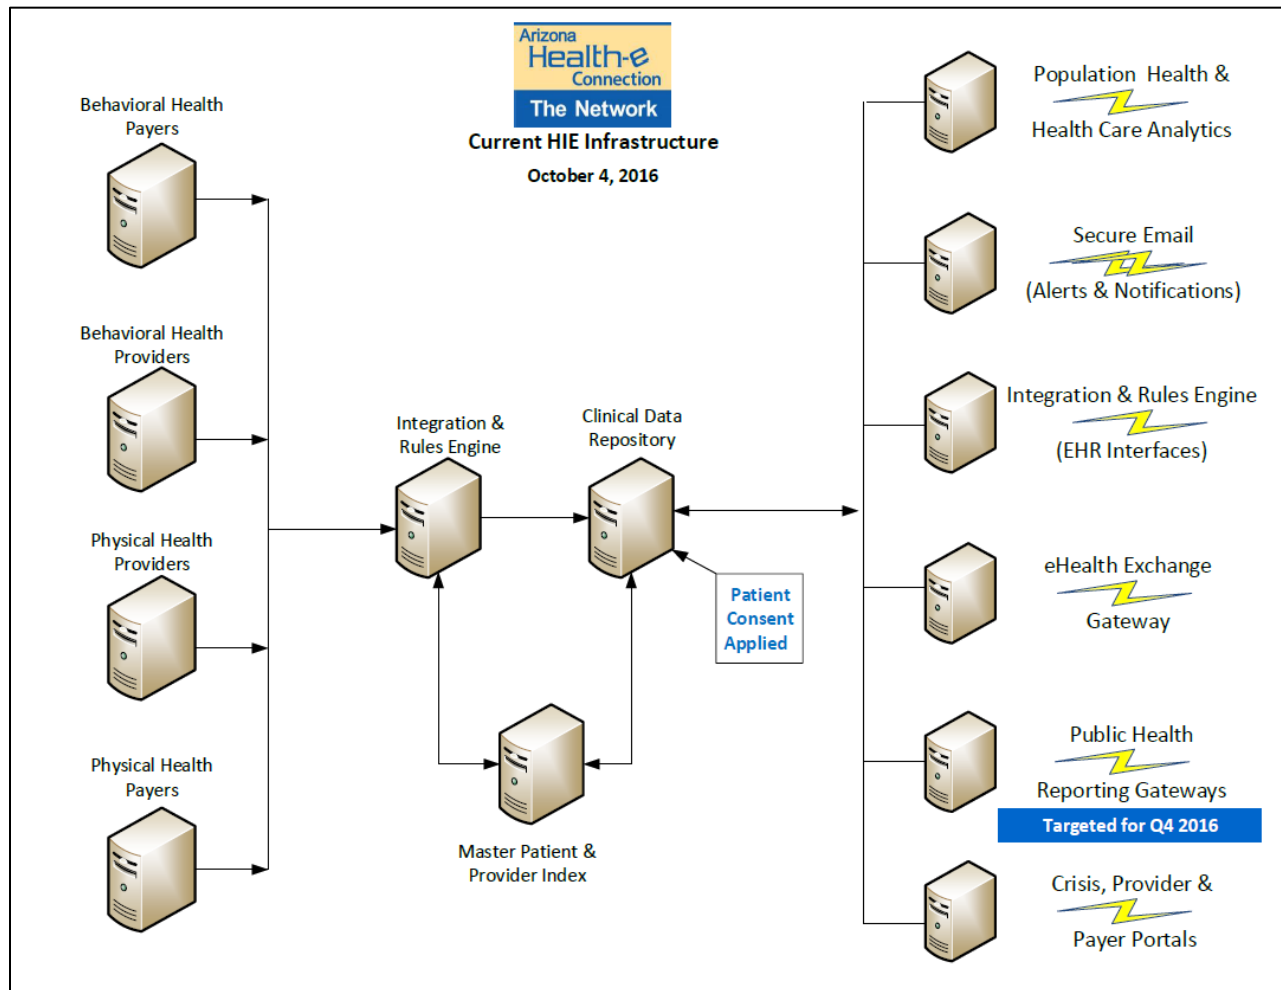 Arizona
Health-e
Connection
The Network
Current HIE Infrastructure
October 4, 2016
Behavioral Health
Payers
Behavioral Health
Providers
Physical Health
Providers
Physical Health
Payers
Integration &
Rules Engine
Clinical Data
Repository
Patient
Consent
Applied
Master Patient &
Provider Index
Population Health &
Health Care Analytics
Secure Email
(Alerts & Notifications)
Integration & Rules Engine
(EHR Interfaces)
eHealth Exchange
Gateway
Public Health
Reporting Gateways
Targeted for Q4 2016
Crisis, Provider &
Payer Portals